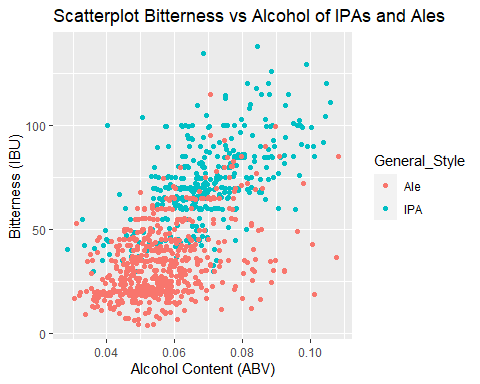 Scatterplot Bitterness vs Alcohol of IPAs and Ales
Bitterness (IBU)
100
50
0
0.04 0.06 0.08 0.10
Alcohol Content (ABV)
General_Style
Ale
IPA